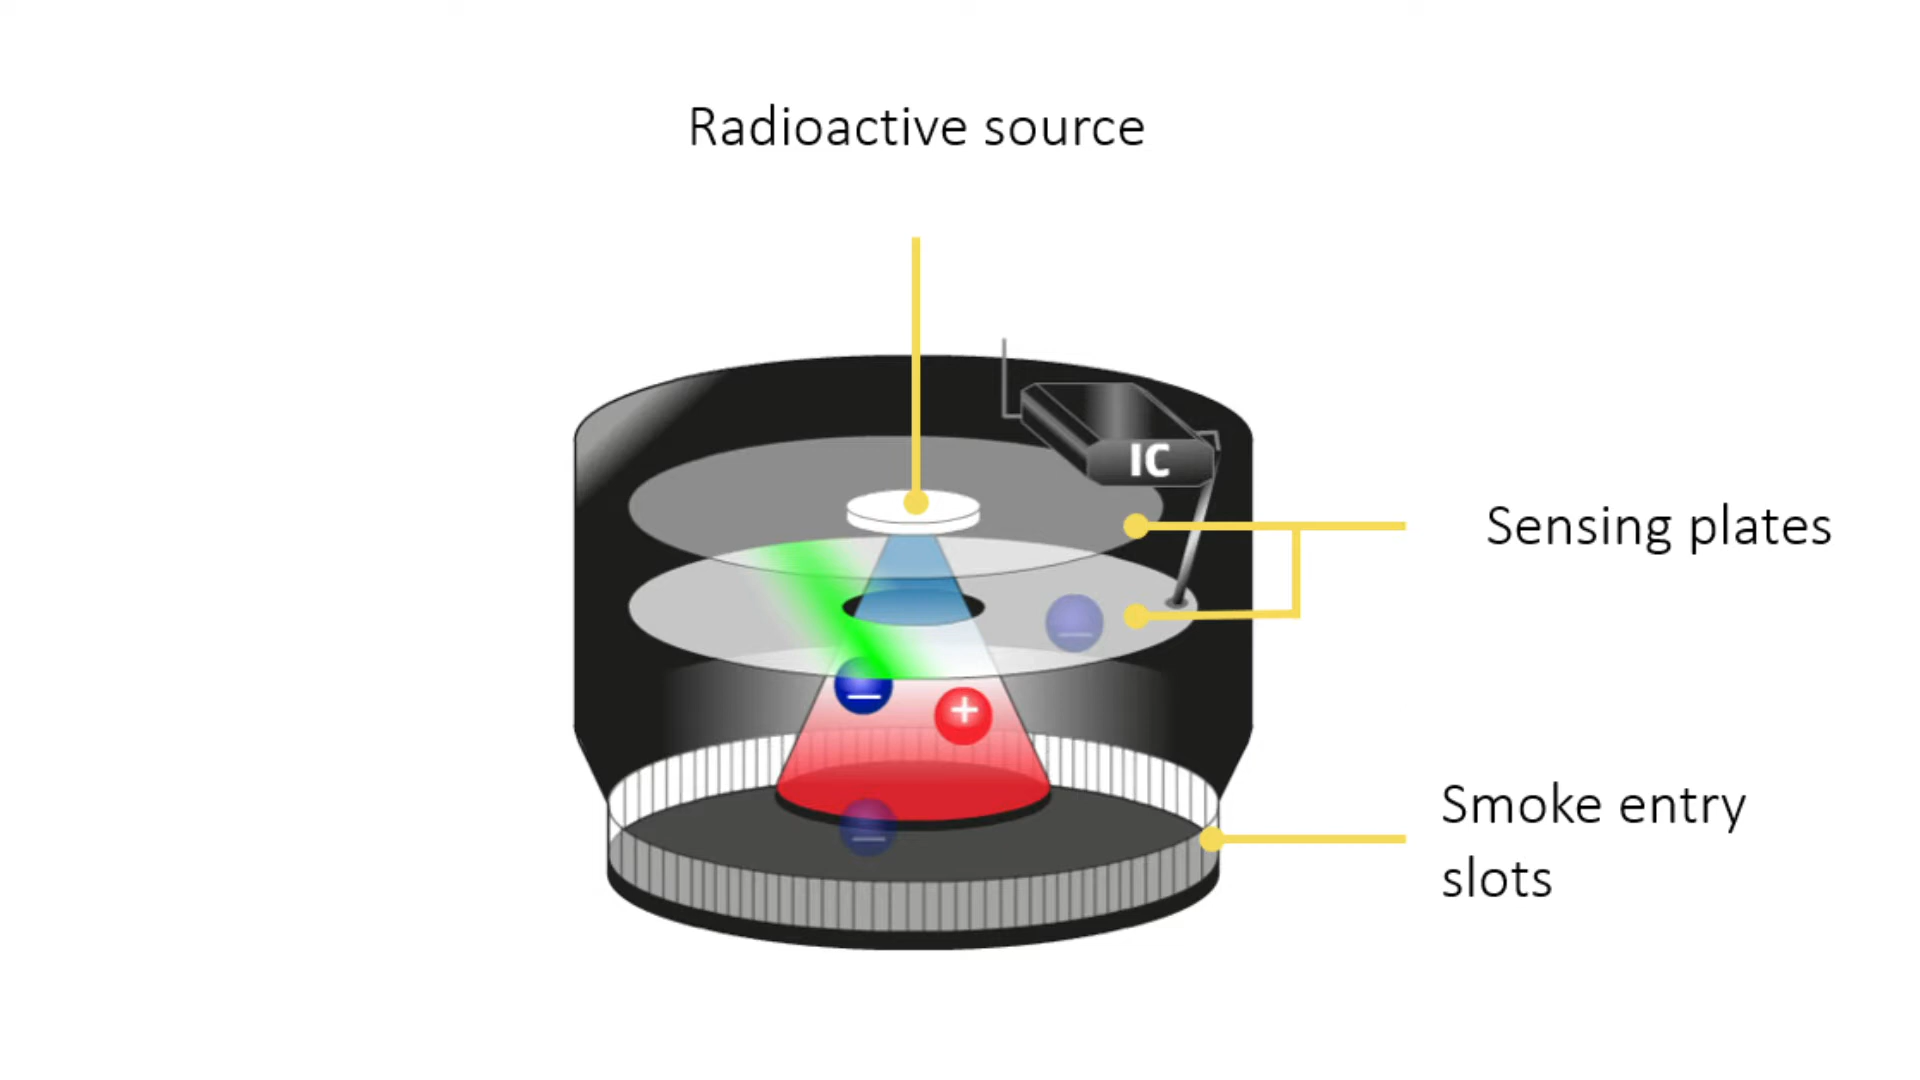 Radioactive source
IC
Sensing plates
–
–
+
Smoke entry
slots
–